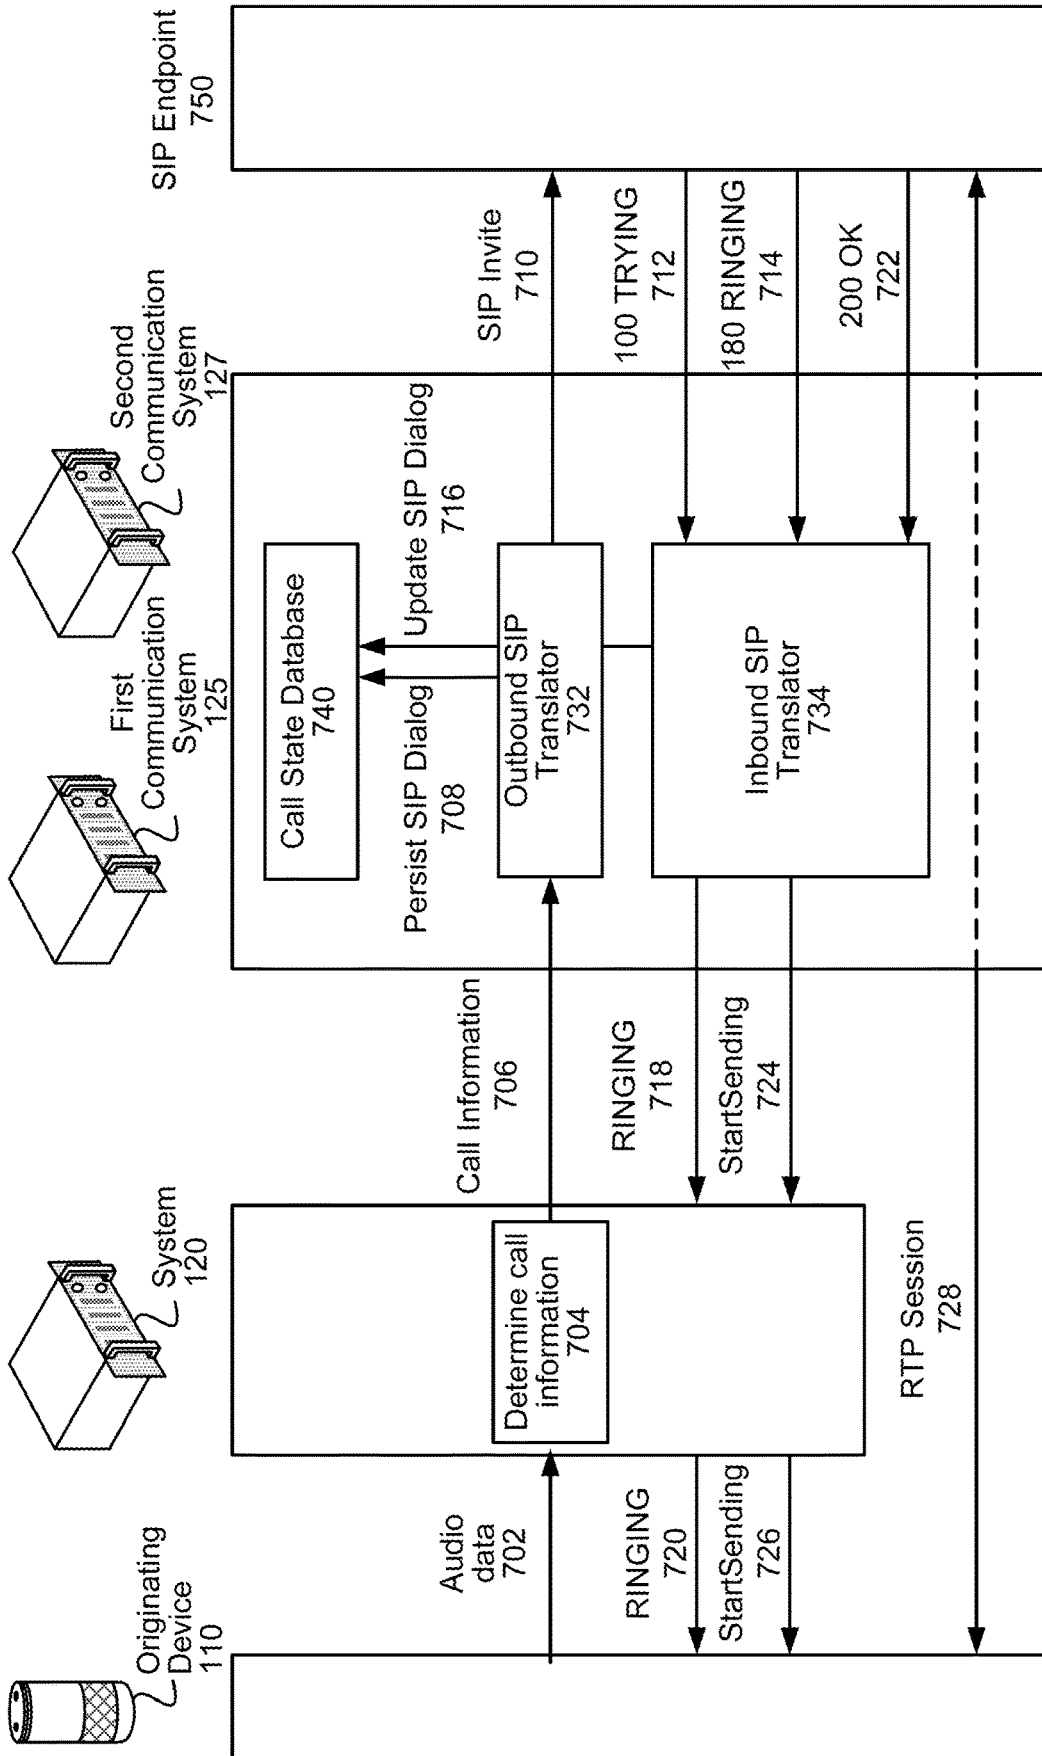 Originating
Device
110
System
120
First
Communication
System
125
Second
Communication
System
127
SIP Endpoint
750
Audio
data
702
Determine call
information
704
Call Information
706
Call State Database
740
Persist SIP Dialog
708
Update SIP Dialog
716
Outbound SIP
Translator
732
SIP Invite
710
Inbound SIP
Translator
734
100 TRYING
712
180 RINGING
714
RINGING
718
RINGING
720
200 OK
722
StartSending
724
StartSending
726
RTP Session
728